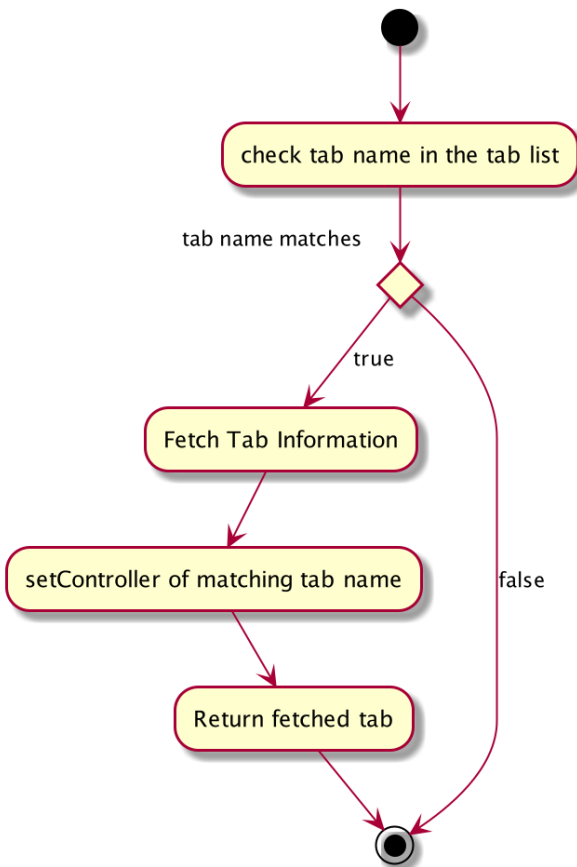 check tab name in the tab list
tab name matches
true
Fetch Tab Information
setController of matching tab name
false
Return fetched tab